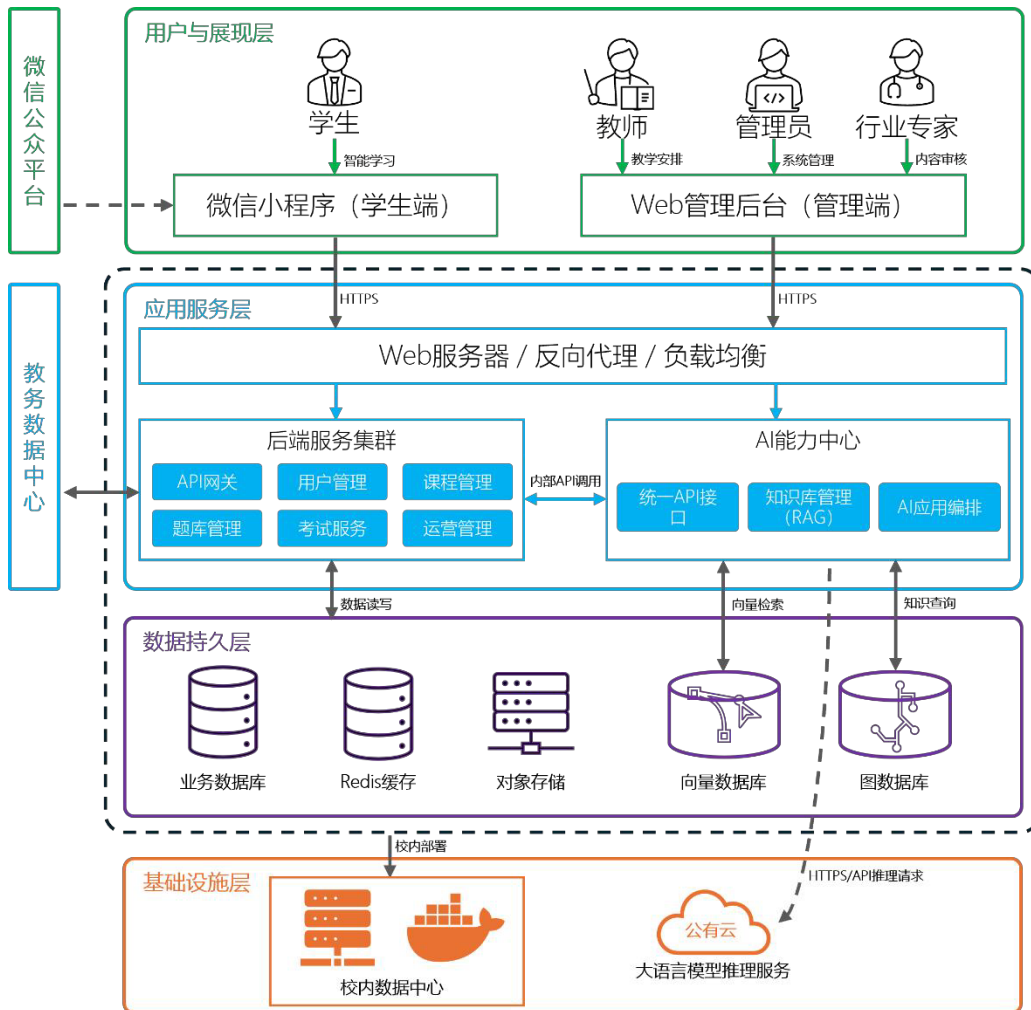 微信公众平台
用户与展现层
学生
教师
管理员
行业专家
智能学习
教学安排
系统管理
内容审核
微信小程序（学生端）
Web管理后台（管理端）
HTTPS
HTTPS
教务数据中心
应用服务层
Web服务器 / 反向代理 / 负载均衡
后端服务集群
API网关
用户管理
课程管理
题库管理
考试服务
运营管理
内部API调用
AI能力中心
统一API接
口
知识库管理
(RAG)
AI应用编排
数据读写
向量检索
知识查询
数据持久层
业务数据库
Redis缓存
对象存储
向量数据库
图数据库
校内部署
HTTPS/API推理请求
基础设施层
校内数据中心
公有云
大语言模型推理服务